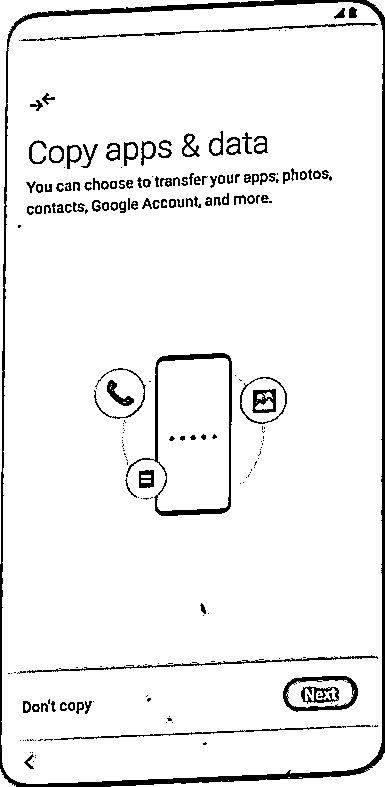 Copy apps & data
You can choose to transfer your apps, photos,
contacts, Google Account, and more.
Don't copy
Next